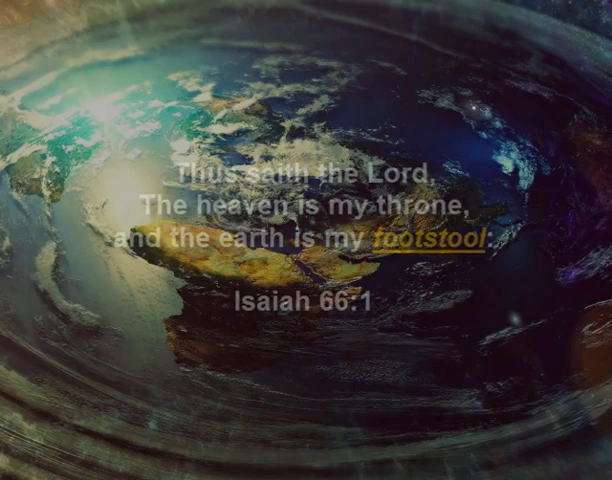 Thus saith the Lord,
The heaven is my throne,
and the earth is my footstool:
Isaiah 66:1